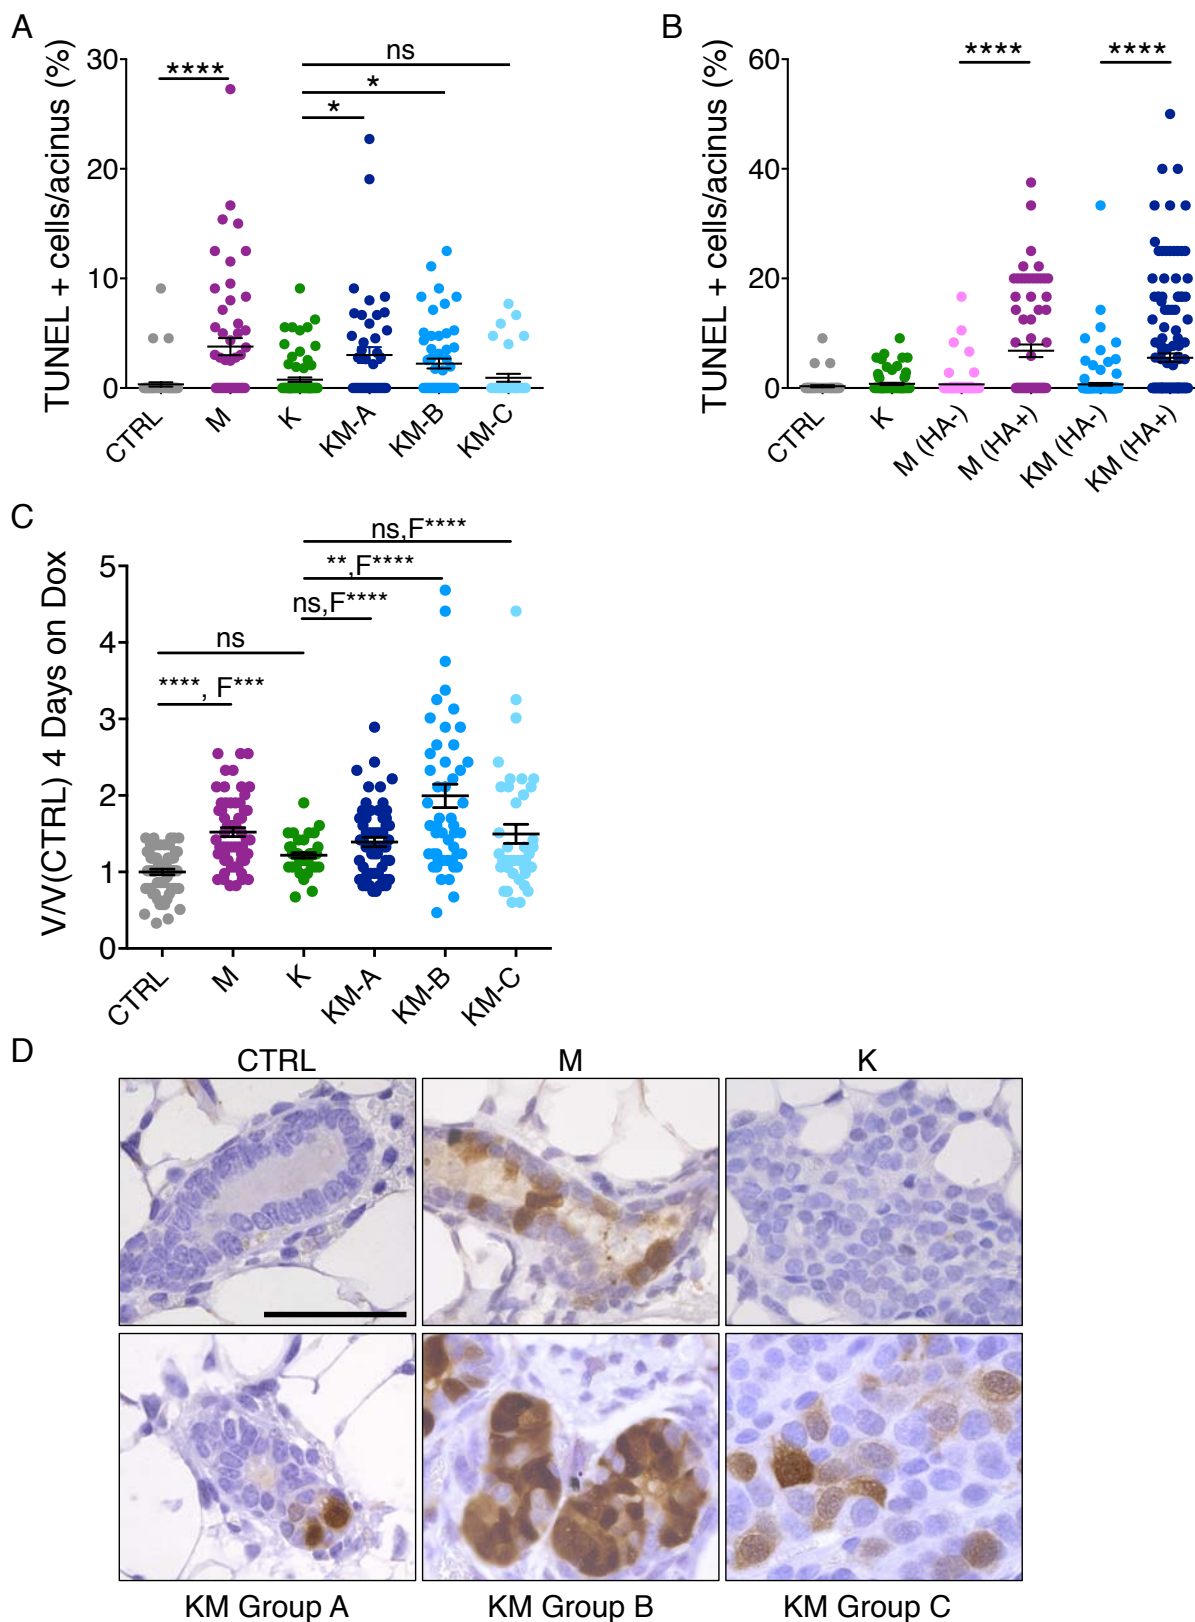 A
TUNEL + cells/acinus (%)
30
20
10
0
****
ns
*
*
CTRL
M
K
KM-A
KM-B
KM-C
B
TUNEL + cells/acinus (%)
60
40
20
0
****
****
CTRL
K
M (HA-)
M (HA+)
KM (HA-)
KM (HA+)
C
V/V(CTRL) 4 Days on Dox
5
4
3
2
1
0
ns,F****
**,F****
ns,F****
ns
****, F***
CTRL
M
K
KM-A
KM-B
KM-C
D
CTRL
M
K
KM Group A
KM Group B
KM Group C